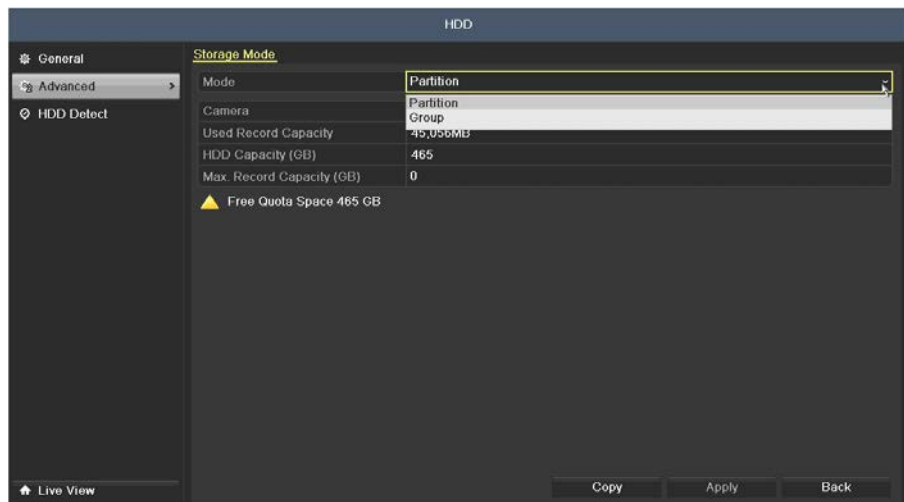 HDD
General
Advanced
HDD Detect
Live View
Storage Mode
Mode Partition
Partition
Group
Camera
Used Record Capacity 45,056MB
HDD Capacity (GB) 465
Max. Record Capacity (GB) 0
Free Quota Space 465 GB
Copy Apply Back